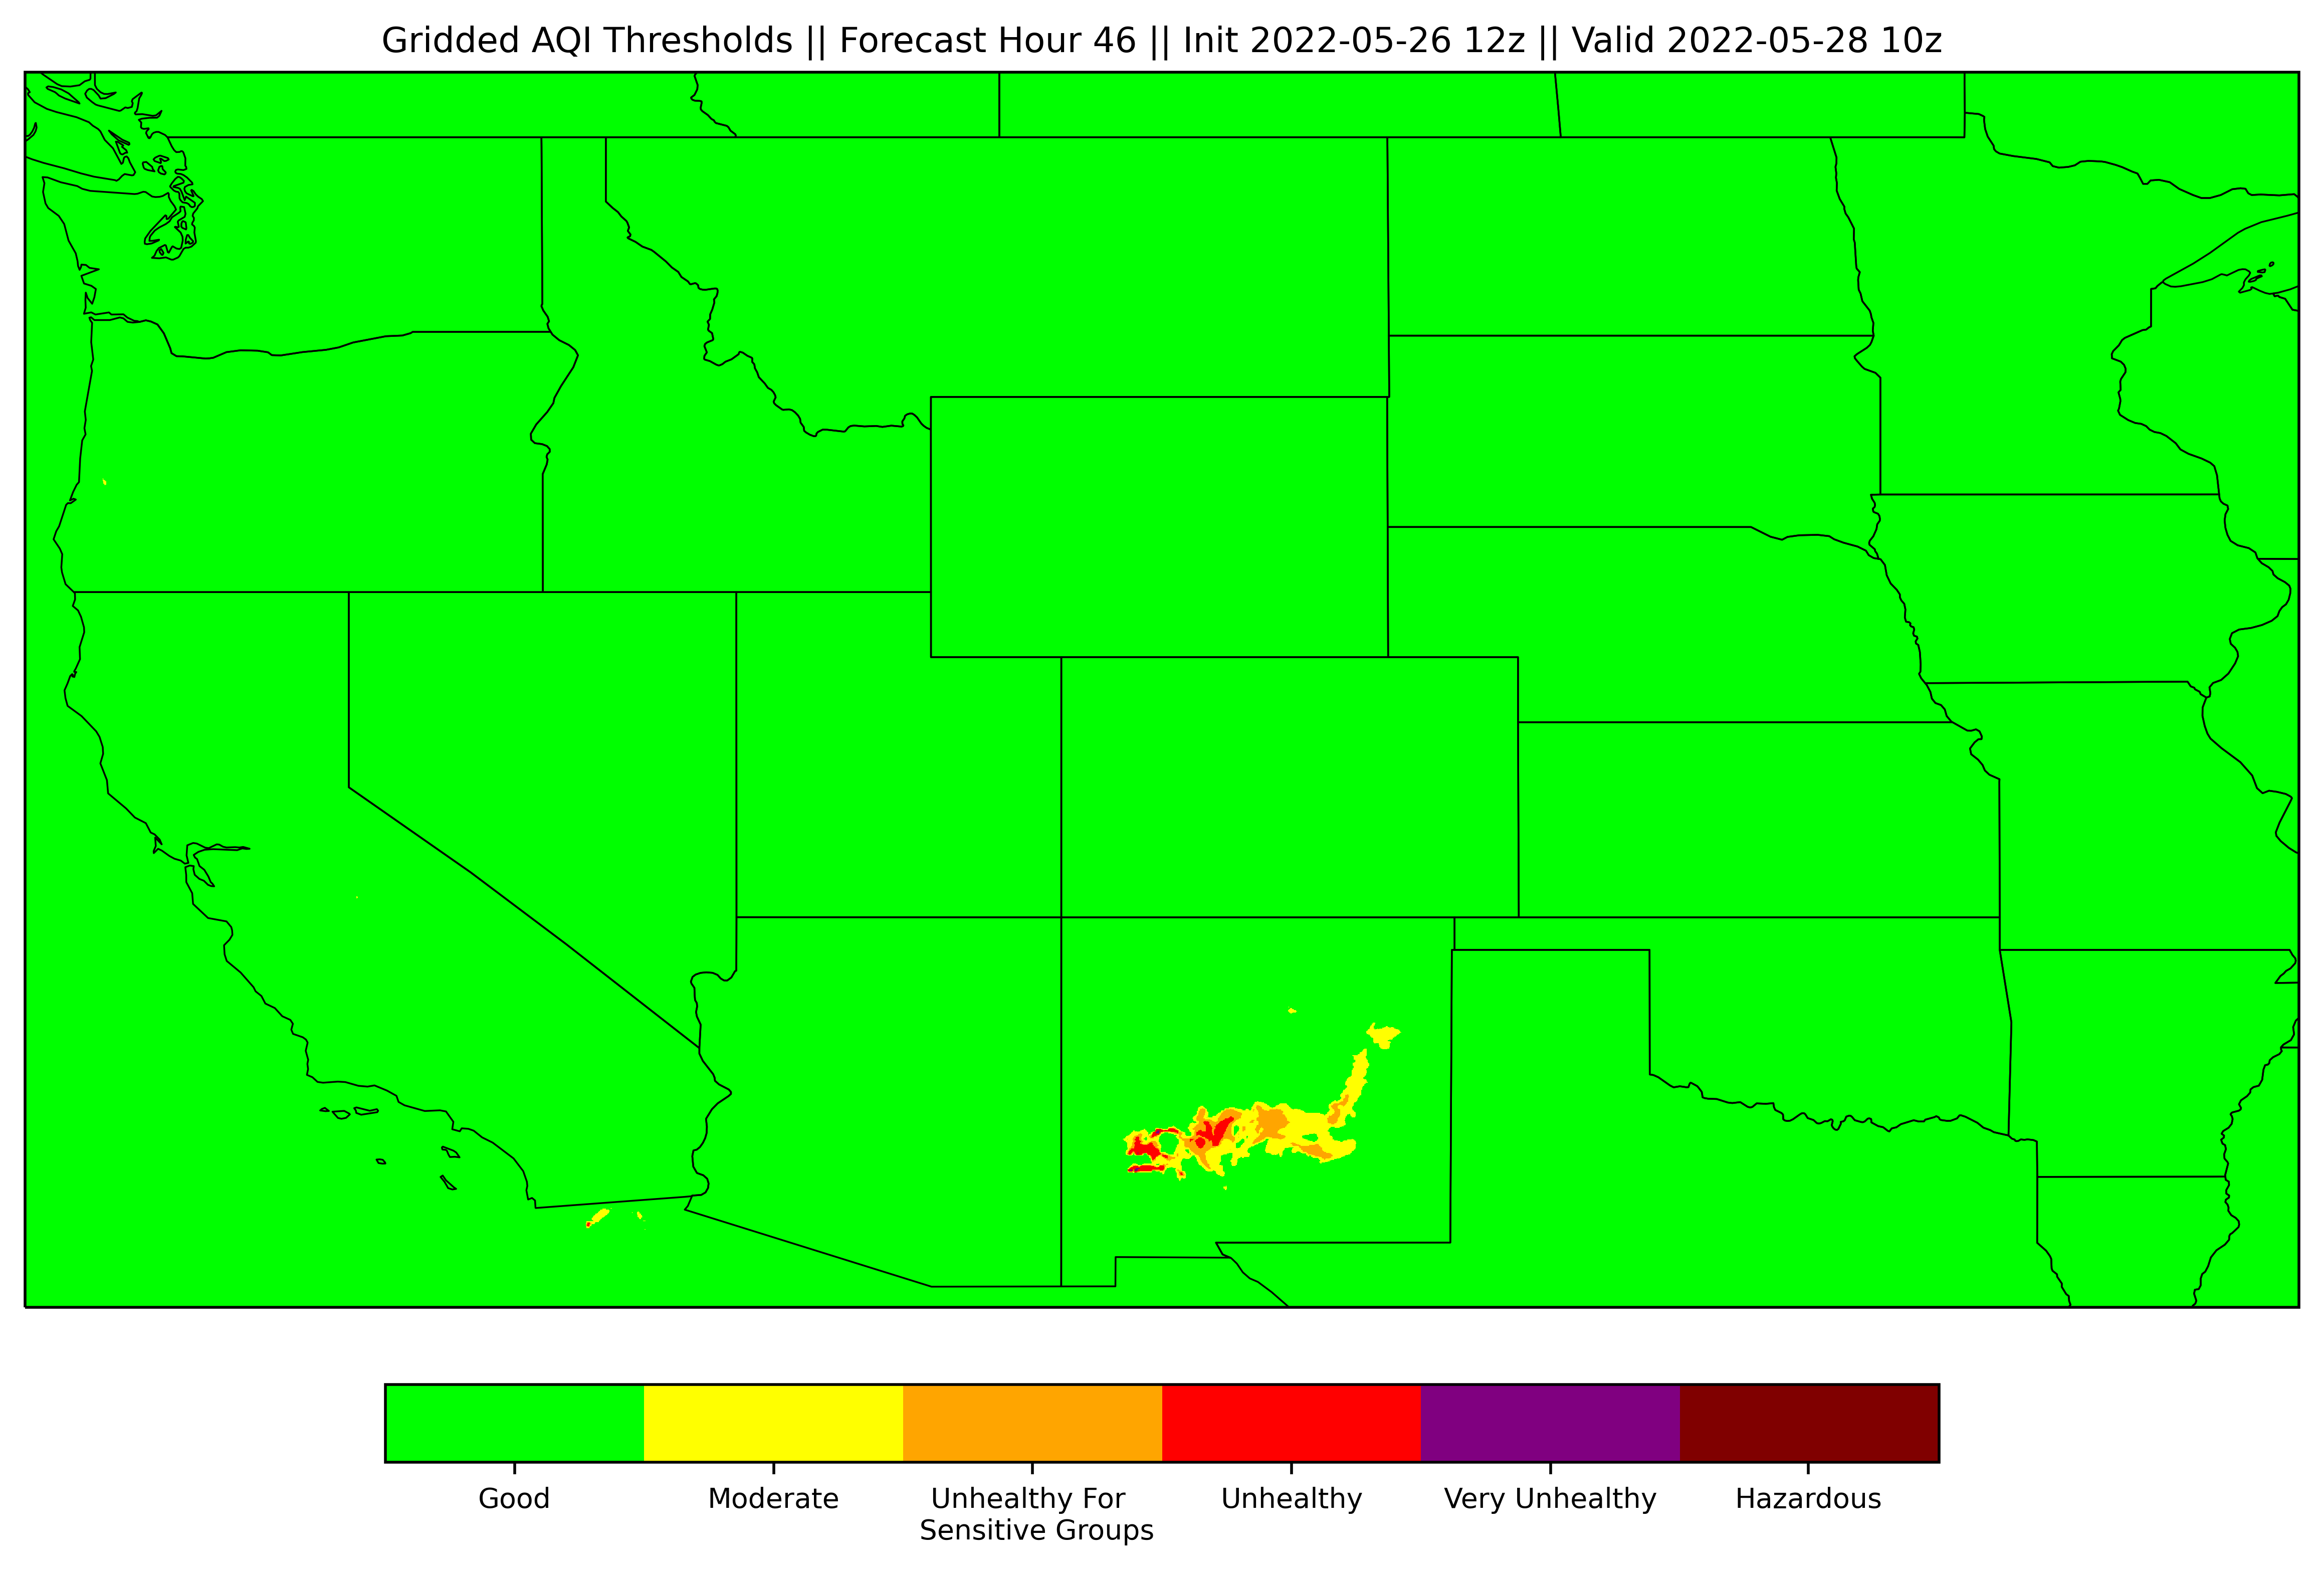 Gridded AQI Thresholds || Forecast Hour 46 || Init 2022-05-26 12z || Valid 2022-05-28 10z
Good
Moderate
Unhealthy For
Sensitive Groups
Unhealthy
Very Unhealthy
Hazardous